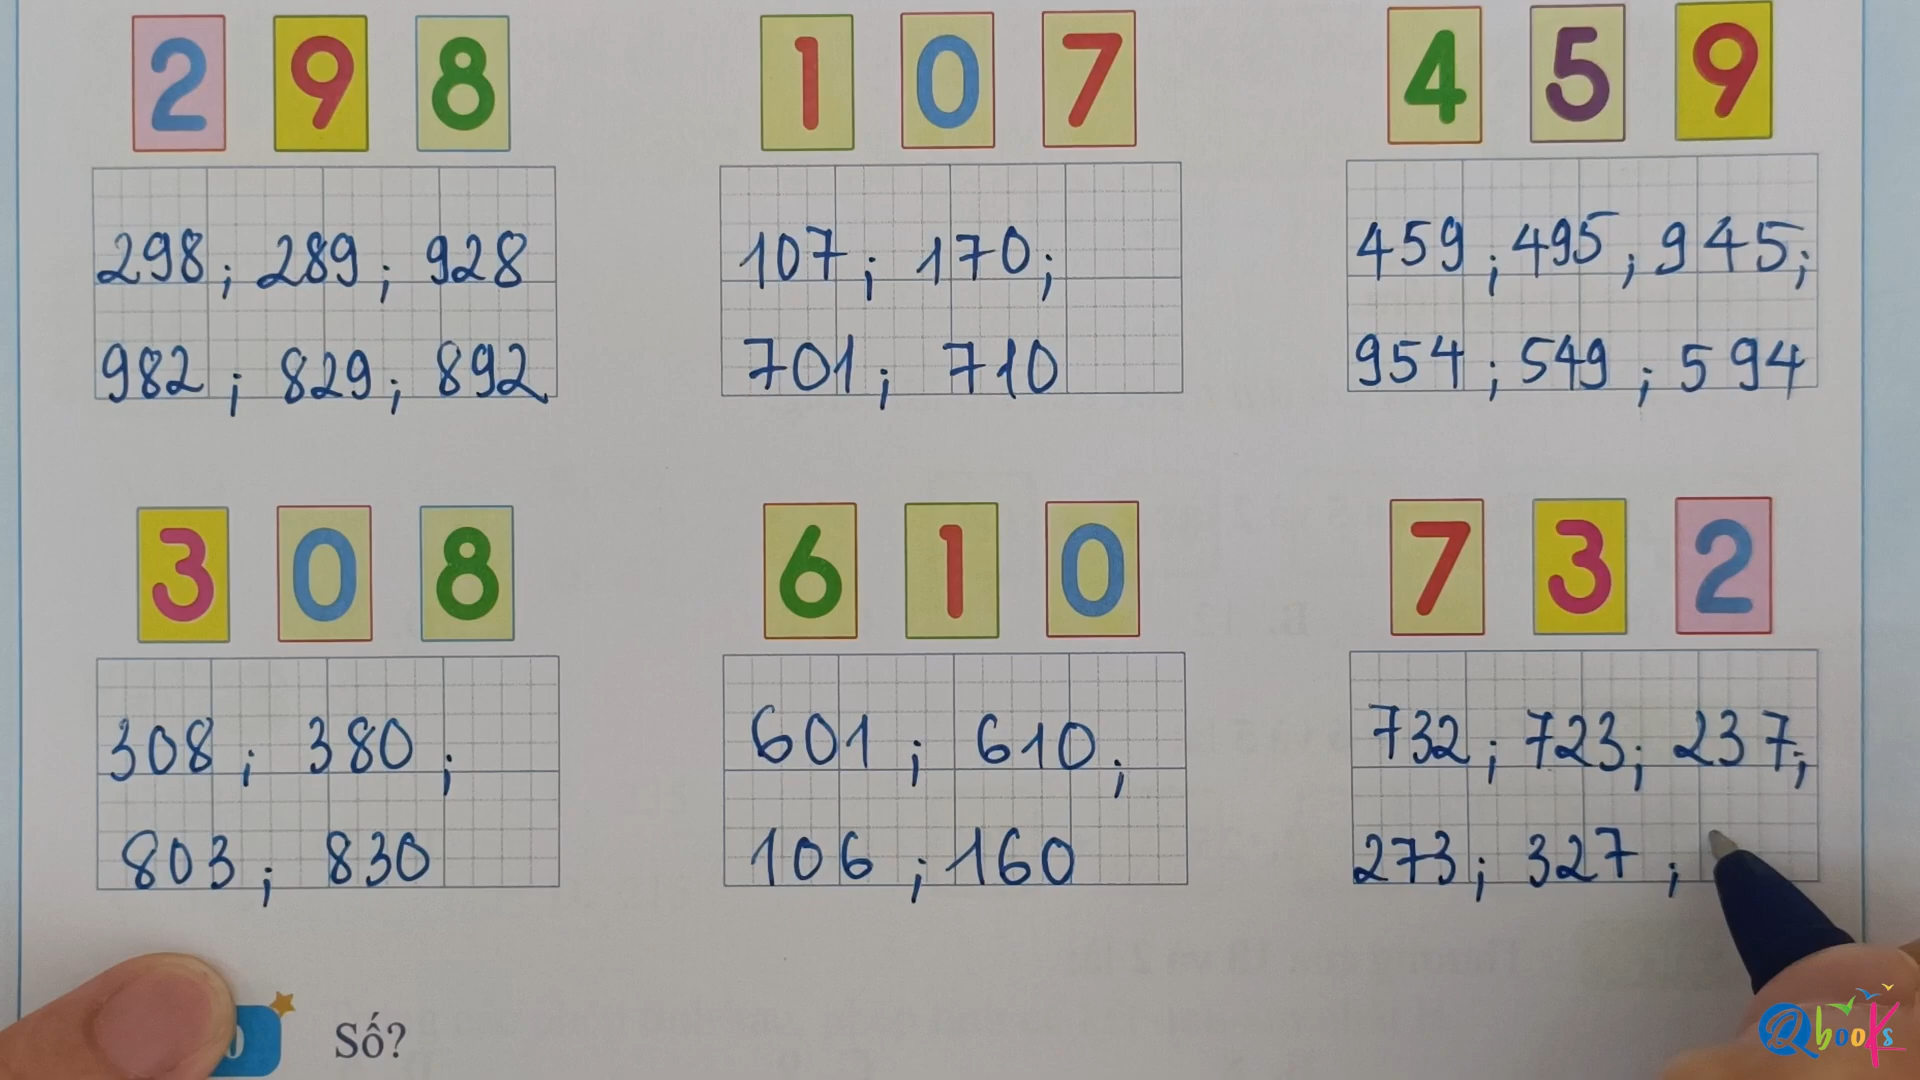 2 9 8
298; 289; 928
982; 829; 892
1 0 7
107; 170;
701; 710
4 5 9
459; 495; 945;
954; 549; 594
3 0 8
308; 380;
803; 830
6 1 0
601; 610;
106; 160
7 3 2
732; 723; 237;
273; 327;
Số?
Qbooks